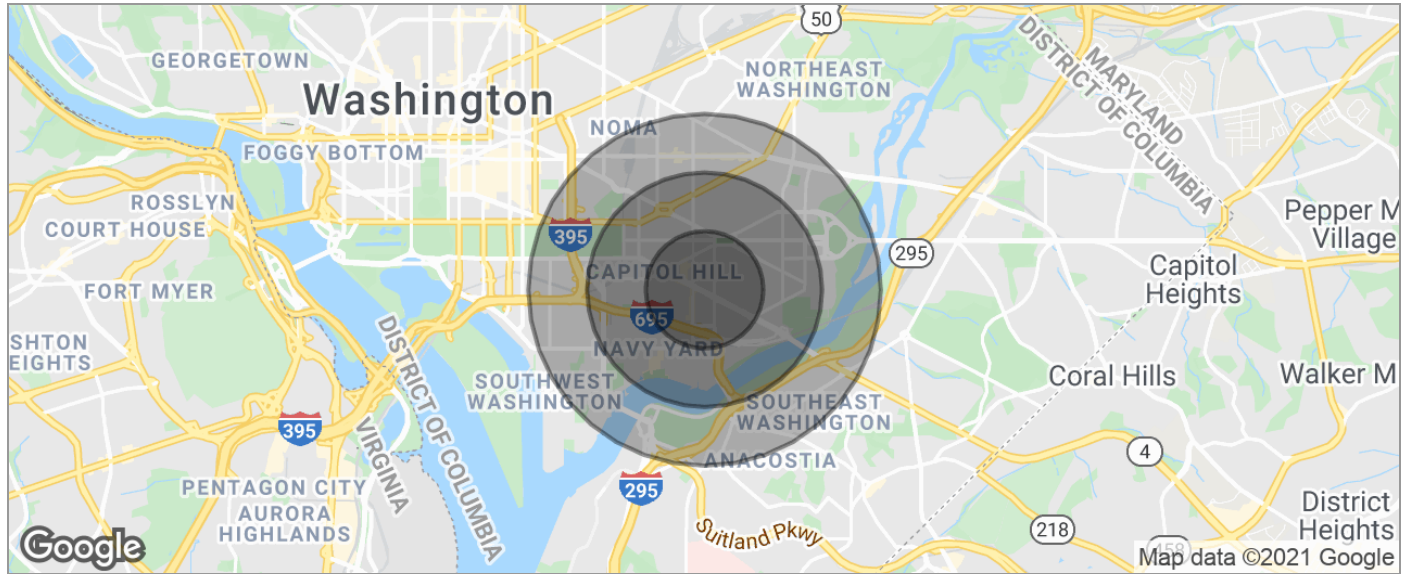 50
GEORGETOWN
Washington
NORTHEAST
WASHINGTON
MARYLAND
DISTRICT OF COLUMBIA
NOMA
FOGGY BOTTOM
ROSSLYN
COURT HOUSE
395
295
Pepper M
Village
CAPITOL HILL
Capitol
Heights
FORT MYER
695
SHTON
EIGHTS
NAVY YARD
DISTRICT OF COLUMBIA
VIRGINIA
SOUTHWEST
WASHINGTON
Coral Hills
Walker M
SOUTHEAST
WASHINGTON
395
4
ANACOSTIA
PENTAGON CITY
AURORA
HIGHLANDS
295
Suitland Pkwy
218
District
Heights
458
Google
Map data ©2021 Google